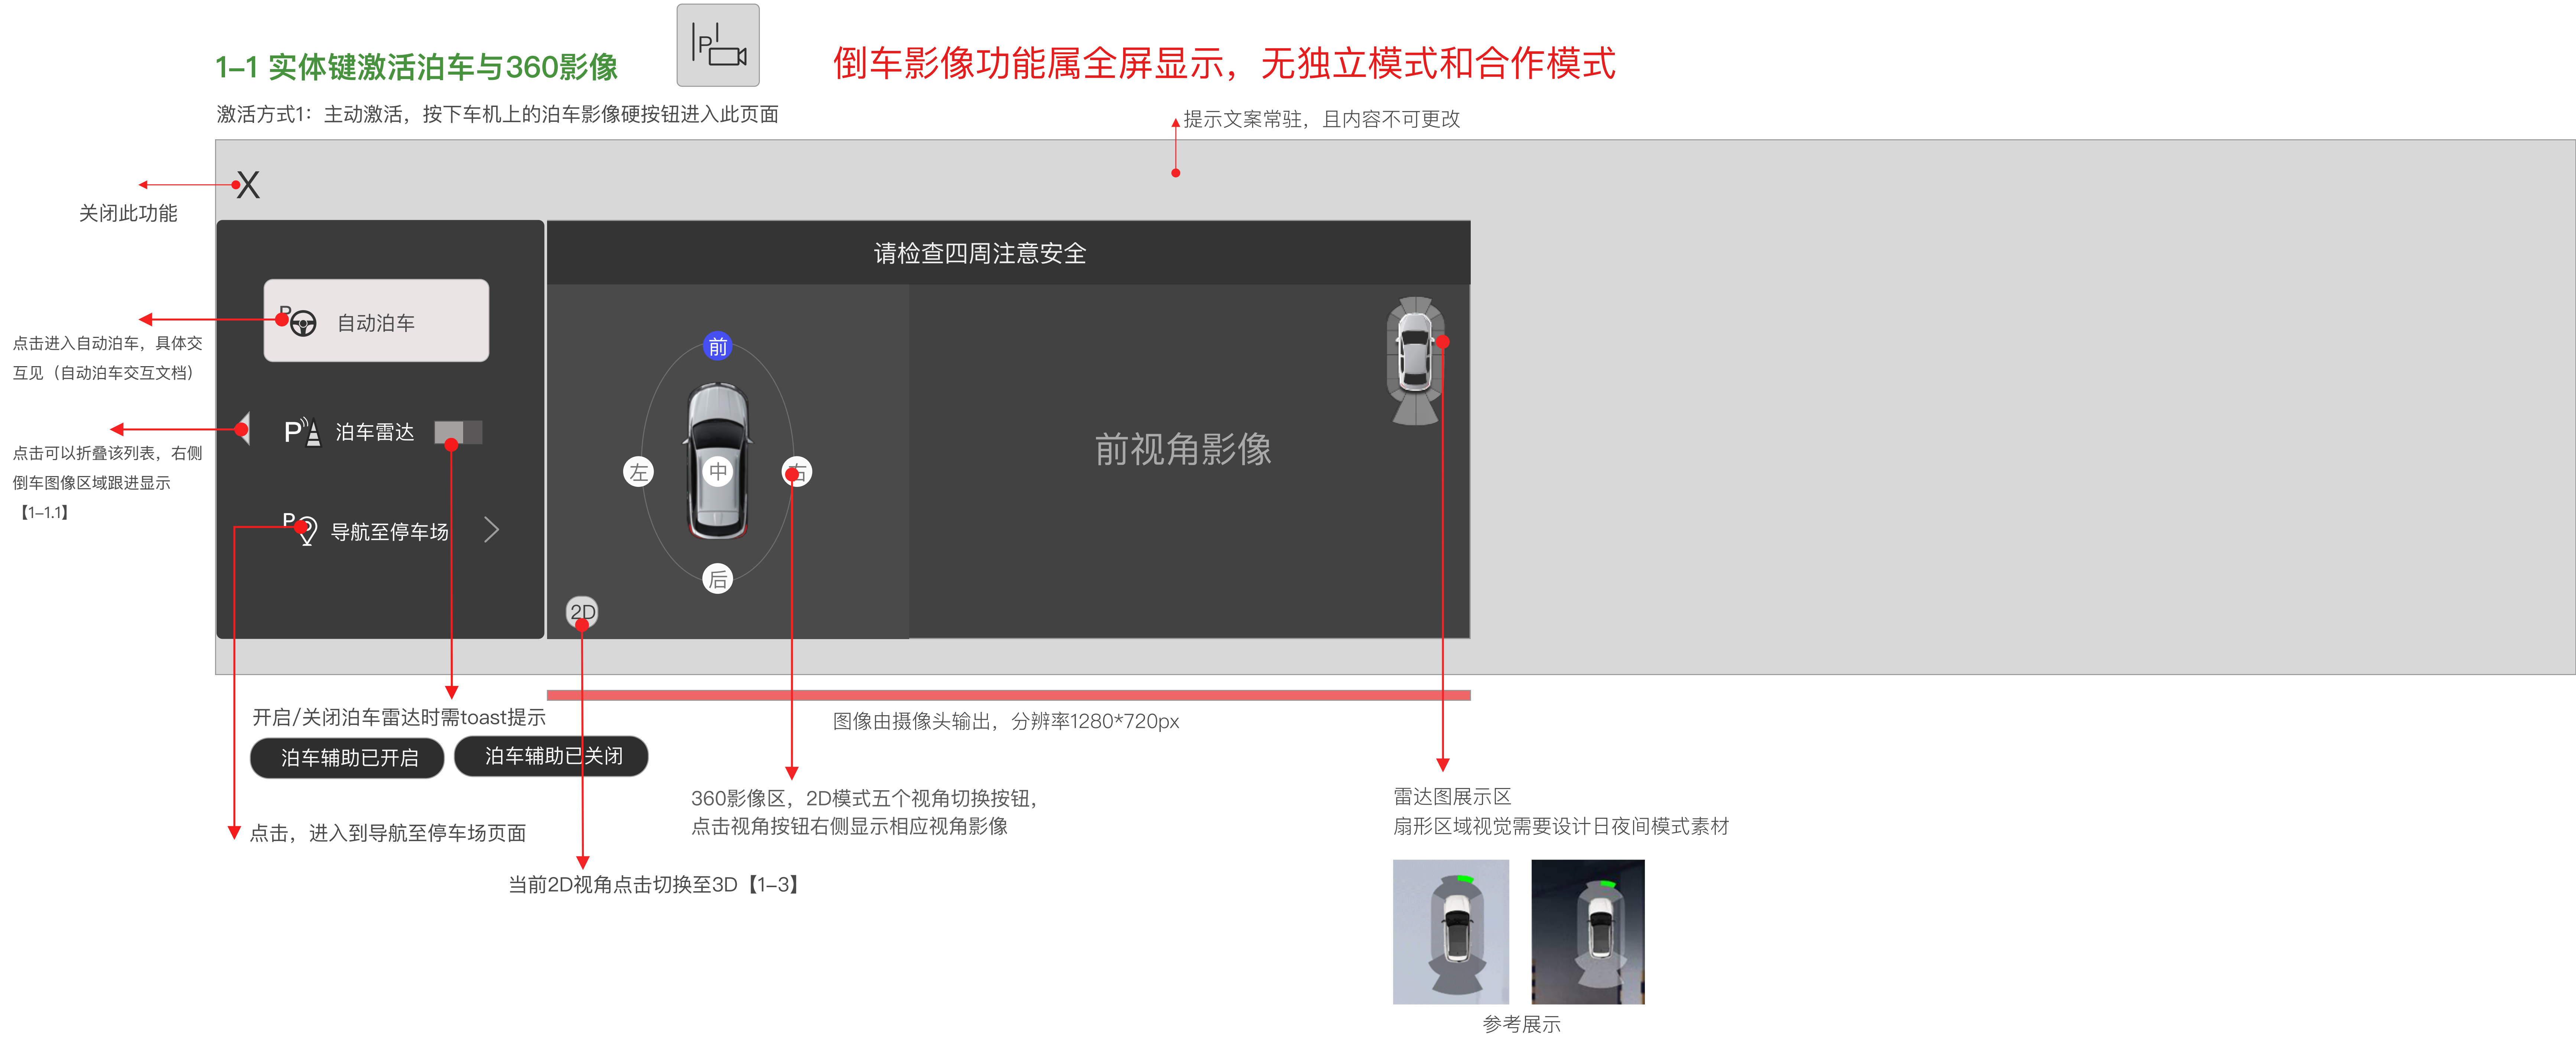 P
1-1 实体键激活泊车与360影像
倒车影像功能属全屏显示，无独立模式和合作模式
激活方式1：主动激活，按下车机上的泊车影像硬按钮进入此页面
提示文案常驻，且内容不可更改
X
关闭此功能
请检查四周注意安全
P
自动泊车
点击进入自动泊车，具体交
互见（自动泊车交互文档）
前
P
泊车雷达
点击可以折叠该列表，右侧
倒车图像区域跟进显示
【1-1.1】
左
中
右
前视角影像
P
导航至停车场
后
2D
开启/关闭泊车雷达时需toast提示
泊车辅助已开启
泊车辅助已关闭
图像由摄像头输出，分辨率1280*720px
点击，进入到导航至停车场页面
360影像区，2D模式五个视角切换按钮，
点击视角按钮右侧显示相应视角影像
当前2D视角点击切换至3D【1-3】
雷达图展示区
扇形区域视觉需要设计日夜间模式素材
参考展示